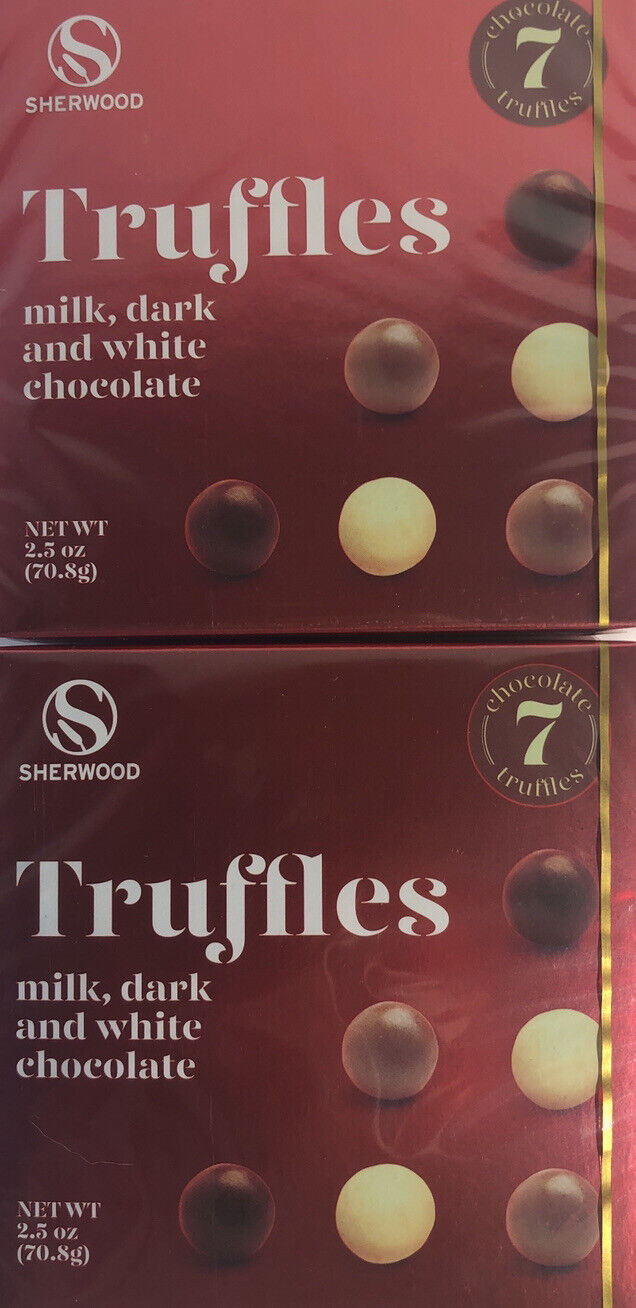 S
SHERWOOD
chocolate
7
truffles
Truffles
milk, dark
and white
chocolate
NET WT
2.5 oz
(70.8g)
S
SHERWOOD
chocolate
7
truffles
Truffles
milk, dark
and white
chocolate
NET WT
2.5 oz
(70.8g)